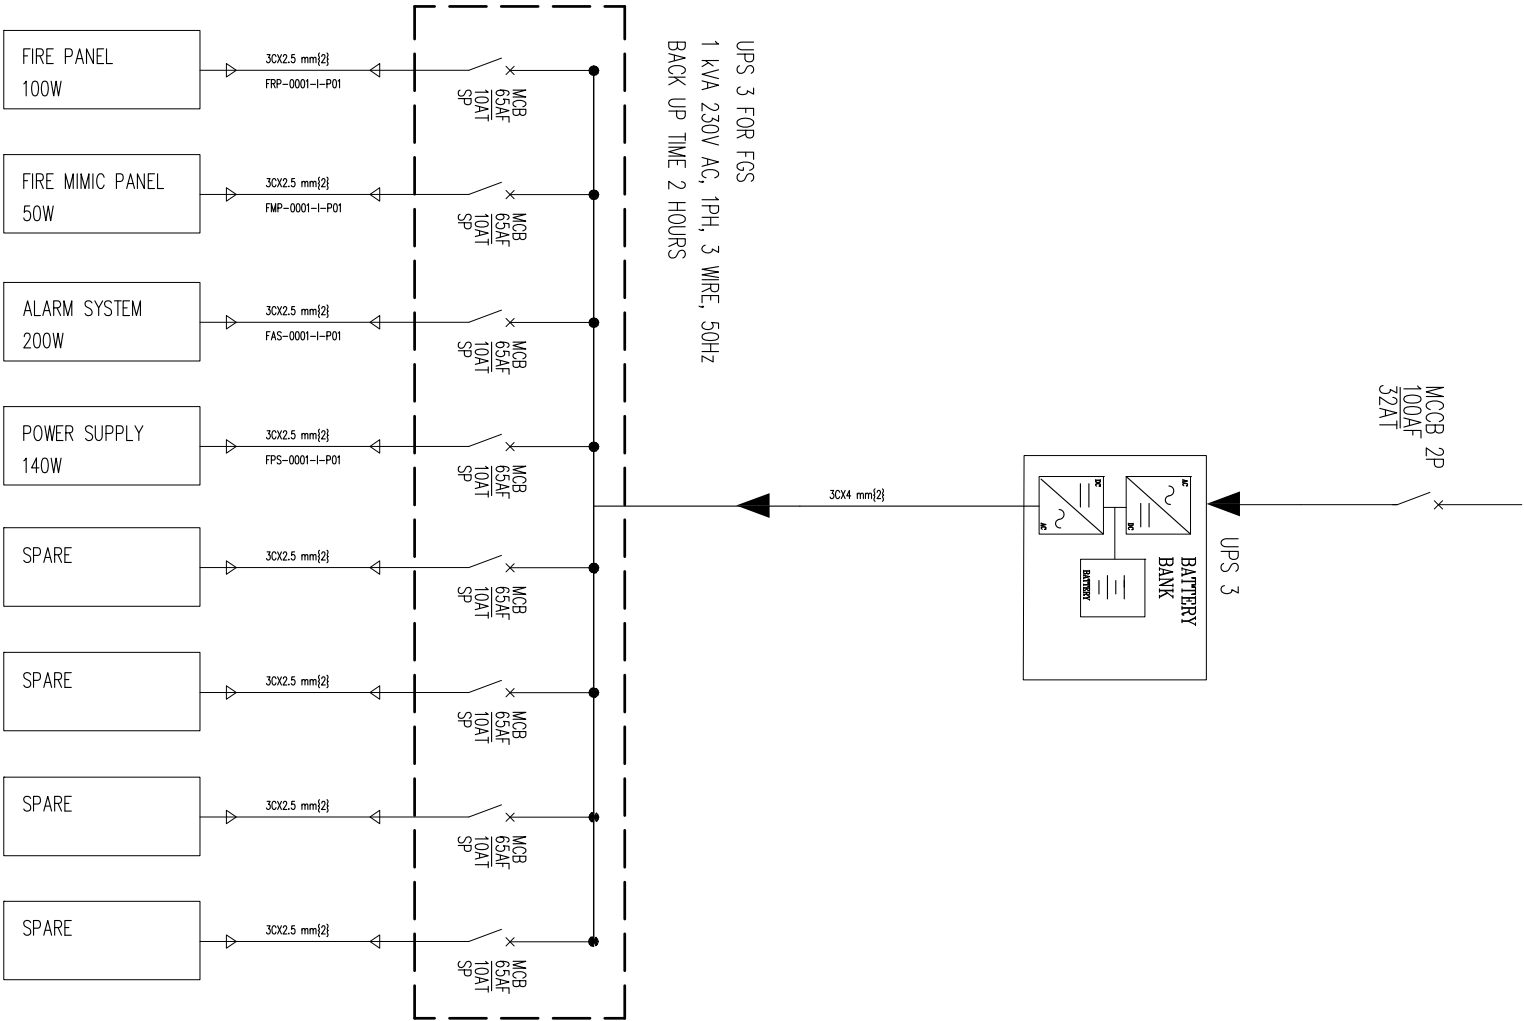 FIRE PANEL
100W
3CX2.5 mm{2}
FRP-0001-I-P01
MCB
65AF
10AT
SP
FIRE MIMIC PANEL
50W
3CX2.5 mm{2}
FMP-0001-I-P01
MCB
65AF
10AT
SP
ALARM SYSTEM
200W
3CX2.5 mm{2}
FAS-0001-I-P01
MCB
65AF
10AT
SP
POWER SUPPLY
140W
3CX2.5 mm{2}
FPS-0001-I-P01
MCB
65AF
10AT
SP
SPARE
3CX2.5 mm{2}
MCB
65AF
10AT
SP
SPARE
3CX2.5 mm{2}
MCB
65AF
10AT
SP
SPARE
3CX2.5 mm{2}
MCB
65AF
10AT
SP
SPARE
3CX2.5 mm{2}
MCB
65AF
10AT
SP
UPS 3 FOR FGS
1 kVA 230V AC, 1PH, 3 WIRE, 50Hz
BACK UP TIME 2 HOURS
3CX4 mm{2}
DC
AC
AC
DC
BATTERY
BATTERY
BANK
UPS 3
MCCB 2P
100AF
32AT